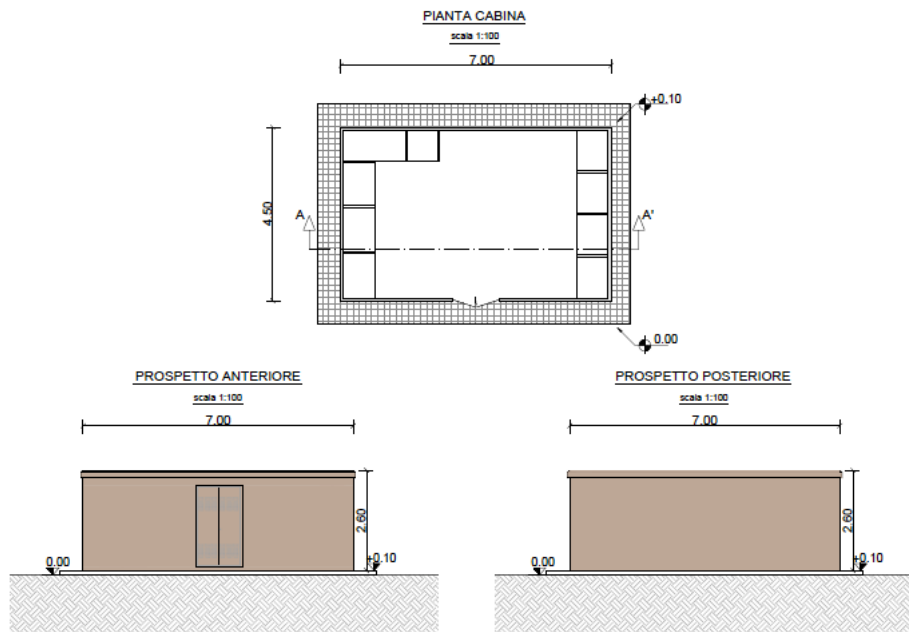 PIANTA CABINA
scala 1:100
7.00
+0.10
4.50
A
A'
0.00
PROSPETTO ANTERIORE
scala 1:100
7.00
2.60
0.00
+0.10
PROSPETTO POSTERIORE
scala 1:100
7.00
2.60
0.00
+0.10